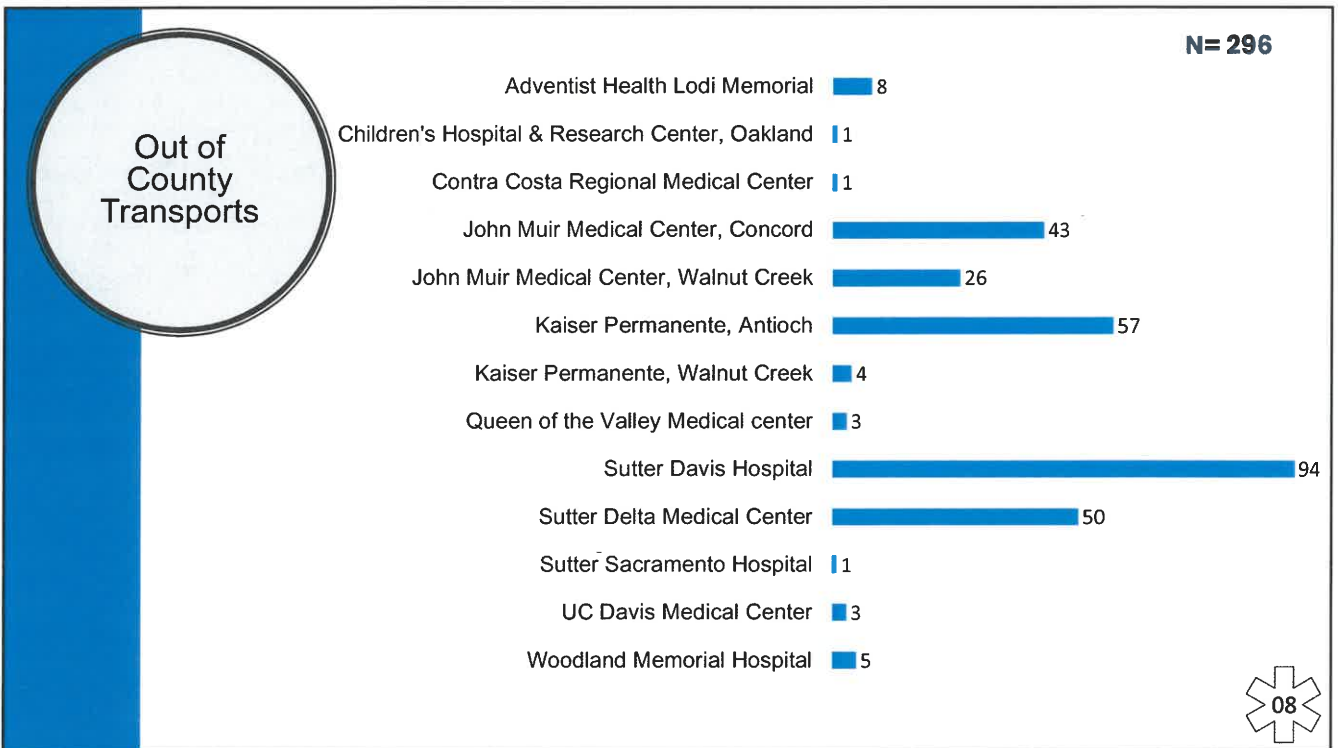 N= 296
Out of
County
Transports
Adventist Health Lodi Memorial 8
Children's Hospital & Research Center, Oakland 1
Contra Costa Regional Medical Center 1
John Muir Medical Center, Concord 43
John Muir Medical Center, Walnut Creek 26
Kaiser Permanente, Antioch 57
Kaiser Permanente, Walnut Creek 4
Queen of the Valley Medical center 3
Sutter Davis Hospital 94
Sutter Delta Medical Center 50
Sutter Sacramento Hospital 1
UC Davis Medical Center 3
Woodland Memorial Hospital 5
08